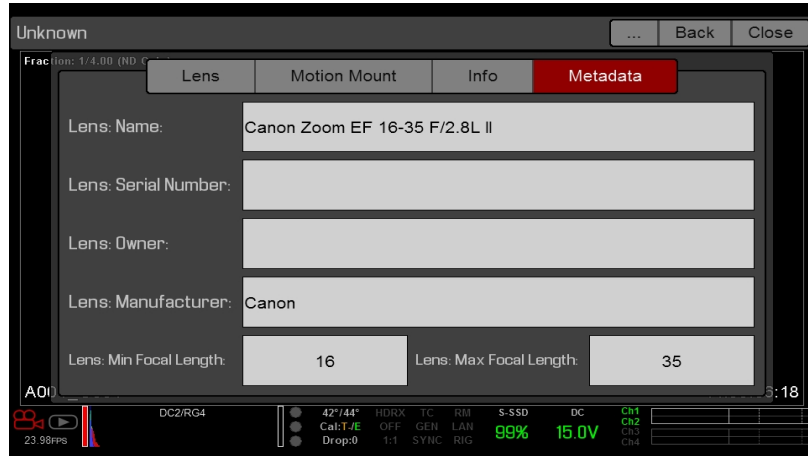 Unknown ... Back Close
Fraction: 1/4.00 (ND
Lens Motion Mount Info Metadata
Lens: Name: Canon Zoom EF 16-35 F/2.8L II
Lens: Serial Number:
Lens: Owner:
Lens: Manufacturer: Canon
Lens: Min Focal Length: 16 Lens: Max Focal Length: 35
:18
DC2/RG4 42°/44° HDRX TC RM S-SSD DC Ch1
Cal:T-/E OFF GEN LAN 99% 15.0V Ch2
23.98FPS Drop:0 1:1 SYNC RIG Ch3
Ch4